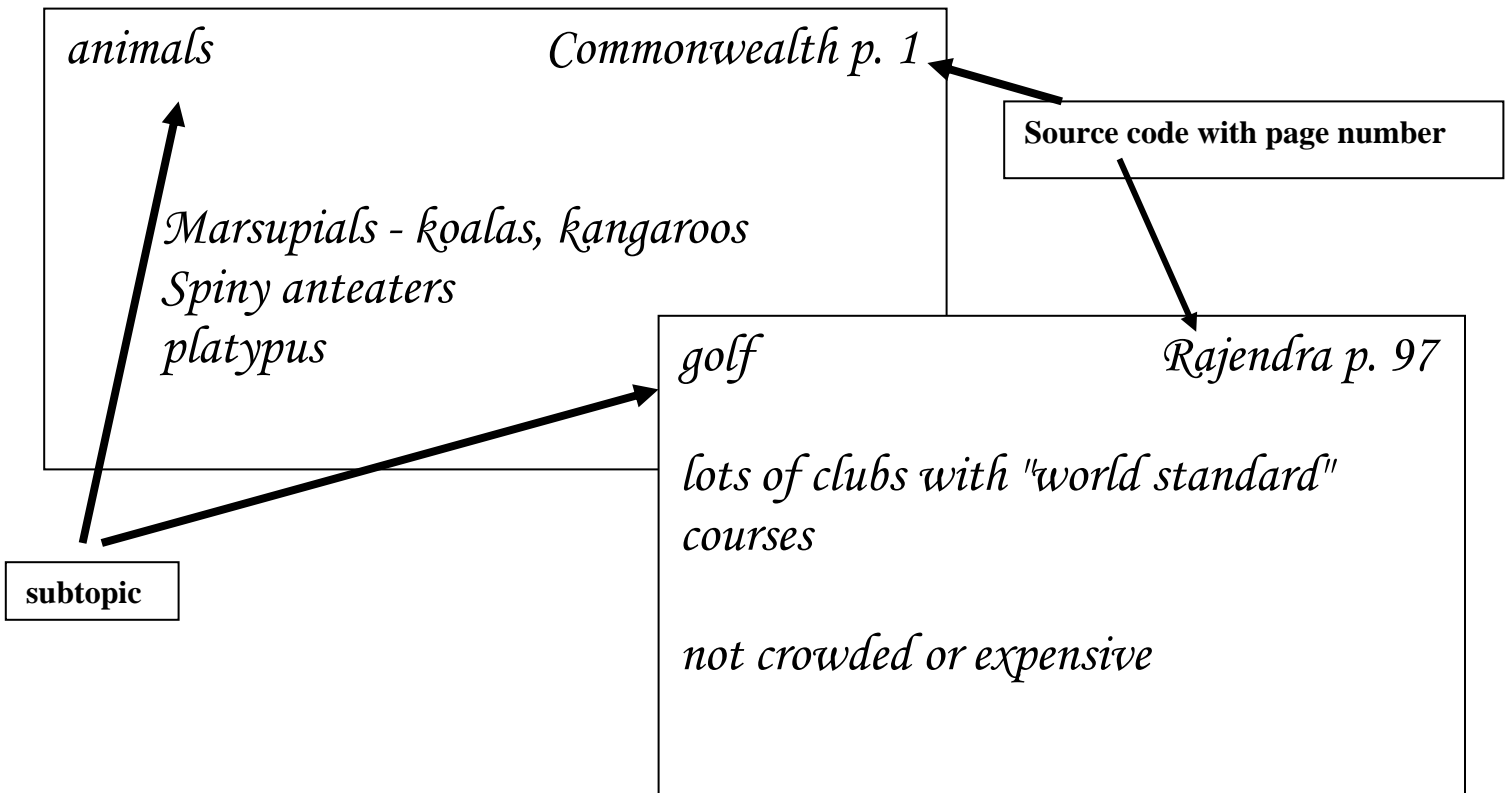 animals Commonwealth p. 1
Source code with page number
Marsupials - koalas, kangaroos
Spiny anteaters
platypus
golf Rajendra p. 97
lots of clubs with "world standard"
courses
subtopic
not crowded or expensive